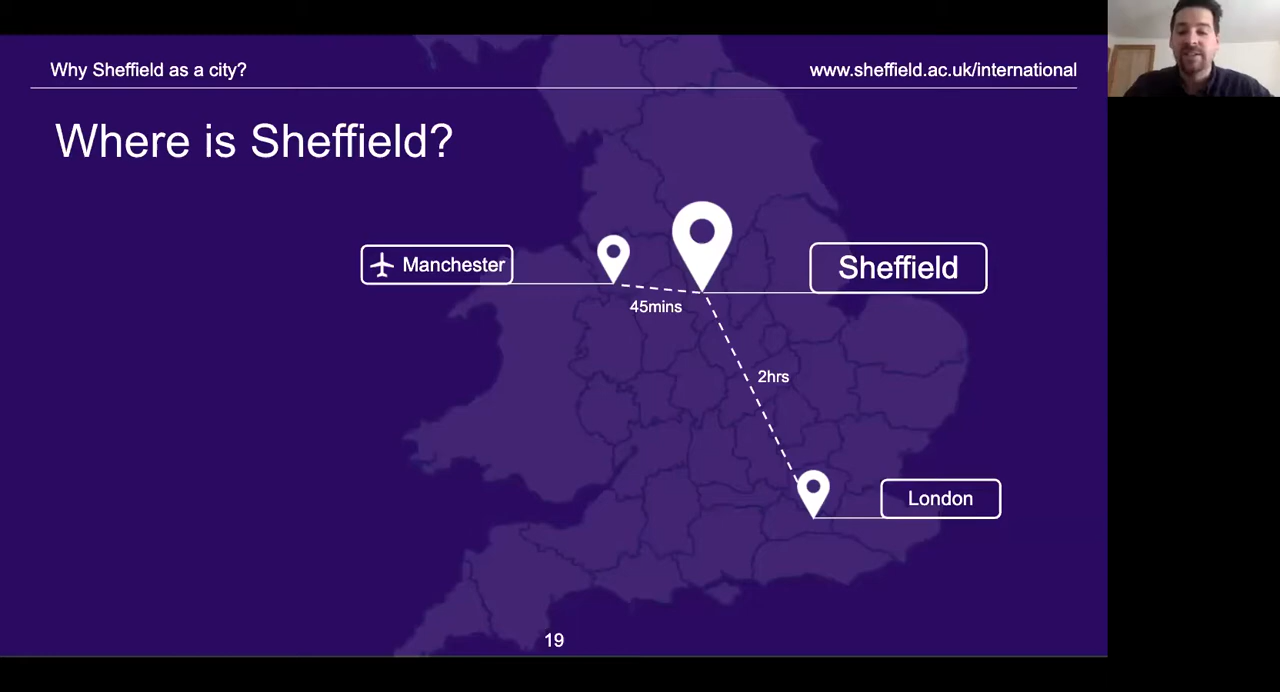 Why Sheffield as a city?
www.sheffield.ac.uk/international
Where is Sheffield?
Manchester
Sheffield
45mins
2hrs
London
19